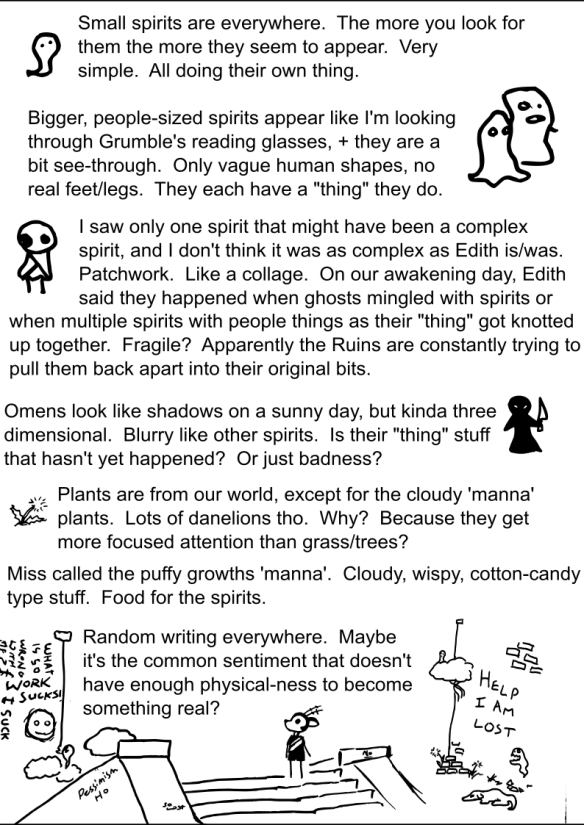 Small spirits are everywhere.  The more you look for
them the more they seem to appear.  Very
simple.  All doing their own thing.
Bigger, people-sized spirits appear like I'm looking
through Grumble's reading glasses, + they are a
bit see-through.  Only vague human shapes, no
real feet/legs.  They each have a "thing" they do.
I saw only one spirit that might have been a complex
spirit, and I don't think it was as complex as Edith is/was.
Patchwork.  Like a collage.  On our awakening day, Edith
said they happened when ghosts mingled with spirits or
when multiple spirits with people things as their "thing" got knotted
up together.  Fragile?  Apparently the Ruins are constantly trying to
pull them back apart into their original bits.
Omens look like shadows on a sunny day, but kinda three
dimensional.  Blurry like other spirits.  Is their "thing" stuff
that hasn't yet happened?  Or just badness?
Plants are from our world, except for the cloudy 'manna'
plants.  Lots of danelions tho.  Why?  Because they get
more focused attention than grass/trees?
Miss called the puffy growths 'manna'.  Cloudy, wispy, cotton-candy
type stuff.  Food for the spirits.
Random writing everywhere.  Maybe
it's the common sentiment that doesn't
have enough physical-ness to become
something real?
WHAT
IS SO
WRONG
WITH
I SUCK
WORK
SUCKS!
HELP
I AM
LOST
Pessimism
Ho
No
so
Lost